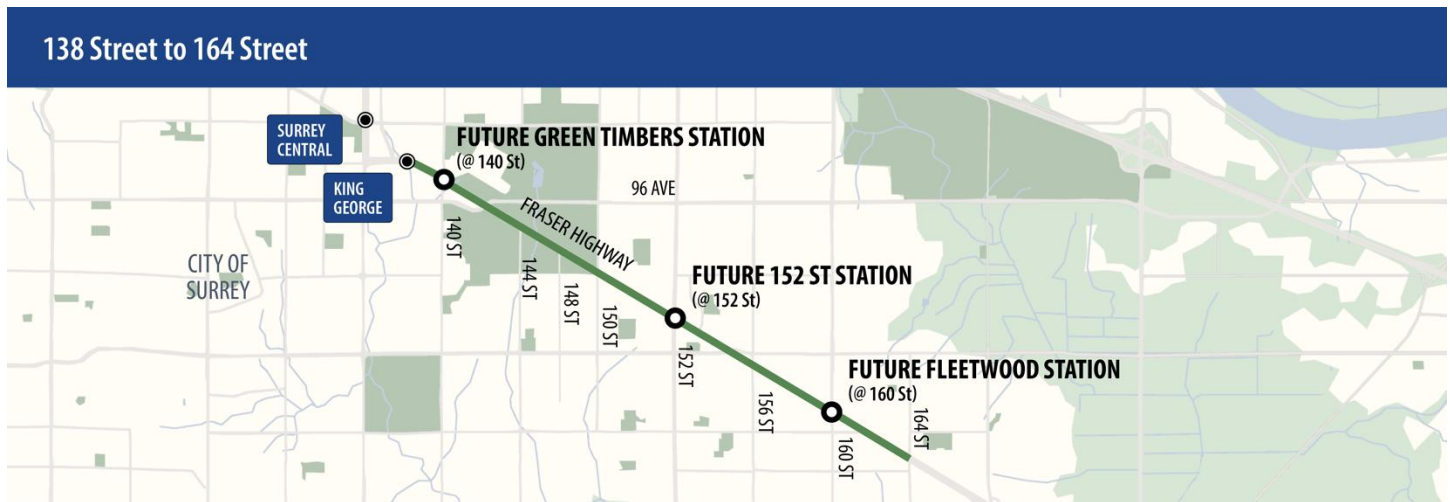 138 Street to 164 Street
SURREY
CENTRAL
FUTURE GREEN TIMBERS STATION
(@ 140 St)
KING
GEORGE
96 AVE
FRASER HIGHWAY
140 ST
CITY OF
SURREY
144 ST
148 ST
150 ST
FUTURE 152 ST STATION
(@ 152 St)
152 ST
FUTURE FLEETWOOD STATION
(@ 160 St)
156 ST
160 ST
164 ST